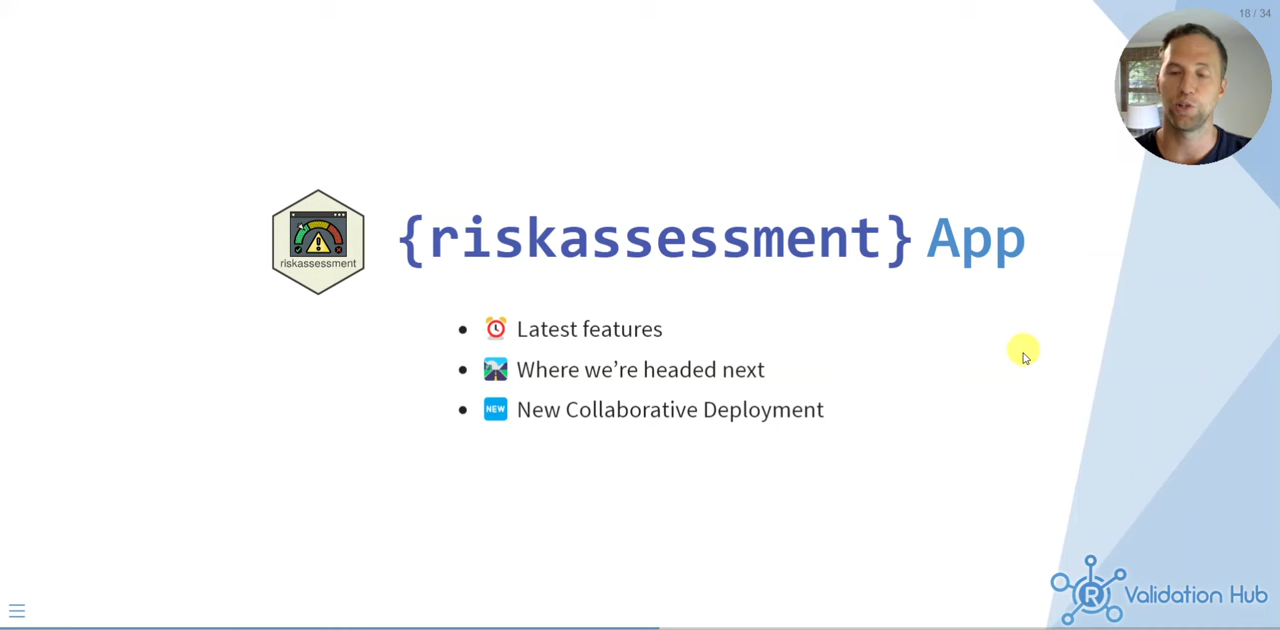 18 / 34
riskassessment
{riskassessment} App
Latest features
Where we’re headed next
NEW New Collaborative Deployment
R Validation Hub